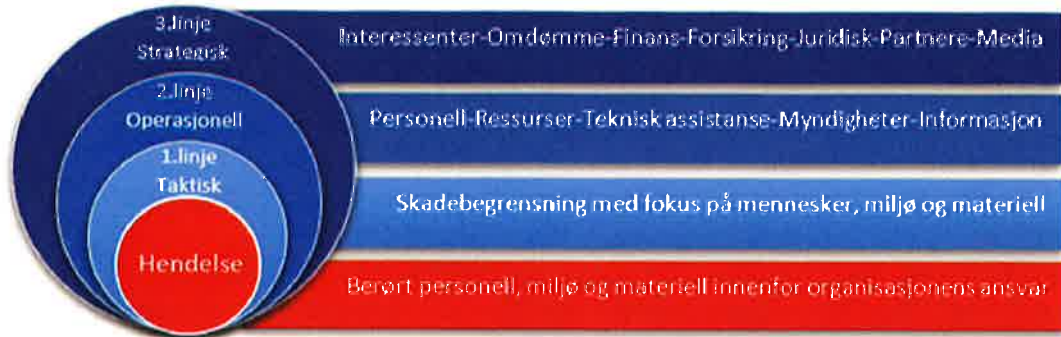 3.linje
Strategisk
Interessenter-Omdømme-Finans-Forsikring-Juridisk-Partnere-Media
2.linje
Operasjonell
Personell-Ressurser-Teknisk assistanse-Myndigheter-Informasjon
1.linje
Taktisk
Skadebegrensning med fokus på mennesker, miljø og materiell
Hendelse
Berørt personell, miljø og materiell innenfor organisasjonens ansvar